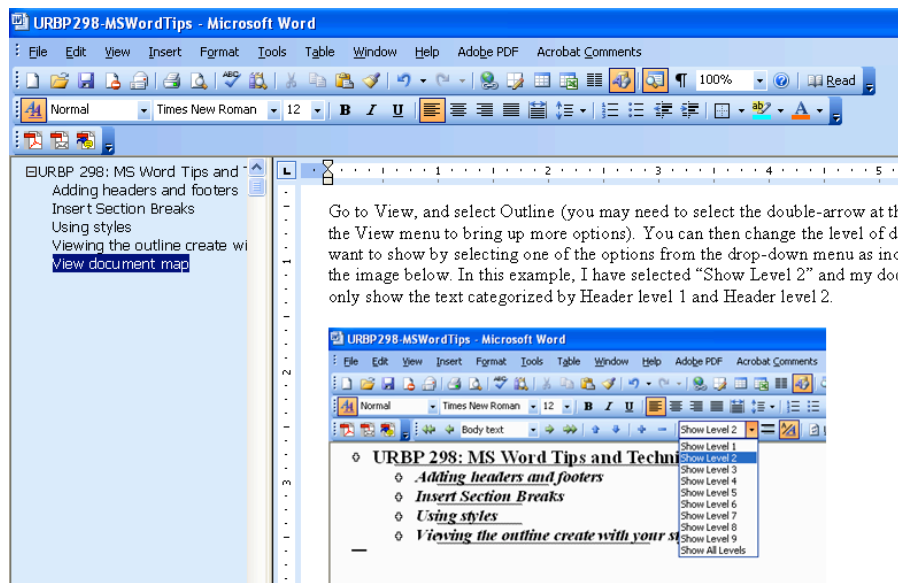 URBP298-MSWordTips - Microsoft Word
File Edit View Insert Format Tools Table Window Help Adobe PDF Acrobat Comments
ABC 100% Read
Normal Times New Roman 12 B I U ab A
URBP 298: MS Word Tips and
Adding headers and footers
Insert Section Breaks
Using styles
Viewing the outline create wi
View document map
L 1 2 3 4 5
Go to View, and select Outline (you may need to select the double-arrow at th
the View menu to bring up more options). You can then change the level of d
want to show by selecting one of the options from the drop-down menu as inc
the image below. In this example, I have selected “Show Level 2” and my doc
only show the text categorized by Header level 1 and Header level 2.
URBP298-MSWordTips - Microsoft Word
File Edit View Insert Format Tools Table Window Help Adobe PDF Acrobat Comments
Normal Times New Roman 12 B I U
Body text Show Level 2
Show Level 1
Show Level 2
Show Level 3
Show Level 4
Show Level 5
Show Level 6
Show Level 7
Show Level 8
Show Level 9
Show All Levels
URBP 298: MS Word Tips and Techni
Adding headers and footers
Insert Section Breaks
Using styles
Viewing the outline create with your st